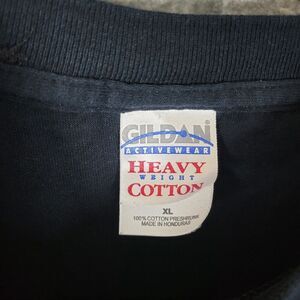 GILDAN
ACTIVEWEAR
HEAVY
WEIGHT
COTTON
XL
100% COTTON PRESHRUNK
MADE IN HONDURAS